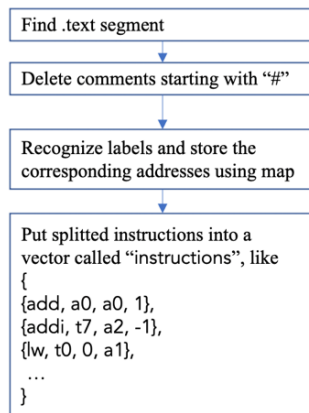 Find .text segment
Delete comments starting with “#”
Recognize labels and store the
corresponding addresses using map
Put splitted instructions into a
vector called “instructions”, like
{
{add, a0, a0, 1},
{addi, t7, a2, -1},
{lw, t0, 0, a1},
...
}